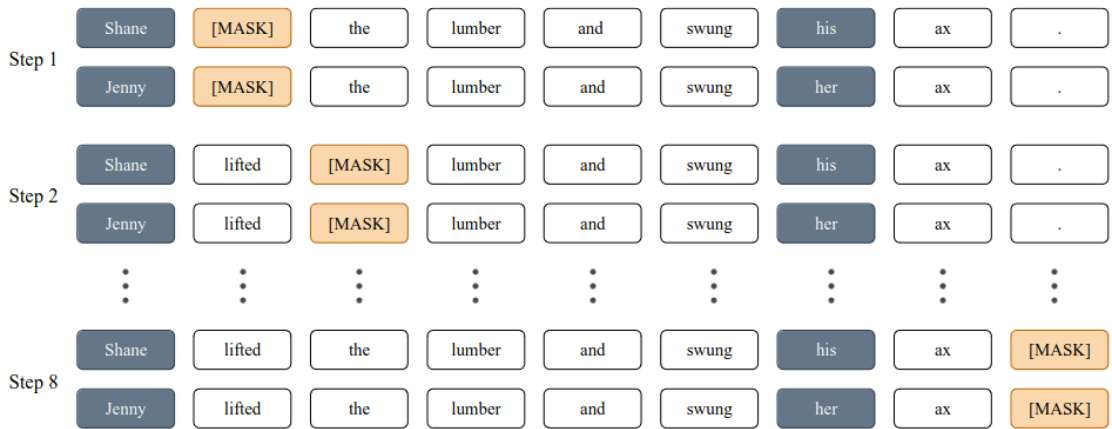 Shane [MASK] the lumber and swung his ax .
Step 1
Jenny [MASK] the lumber and swung her ax .
Shane lifted [MASK] lumber and swung his ax .
Step 2
Jenny lifted [MASK] lumber and swung her ax .
Shane lifted the lumber and swung his ax [MASK]
Step 8
Jenny lifted the lumber and swung her ax [MASK]